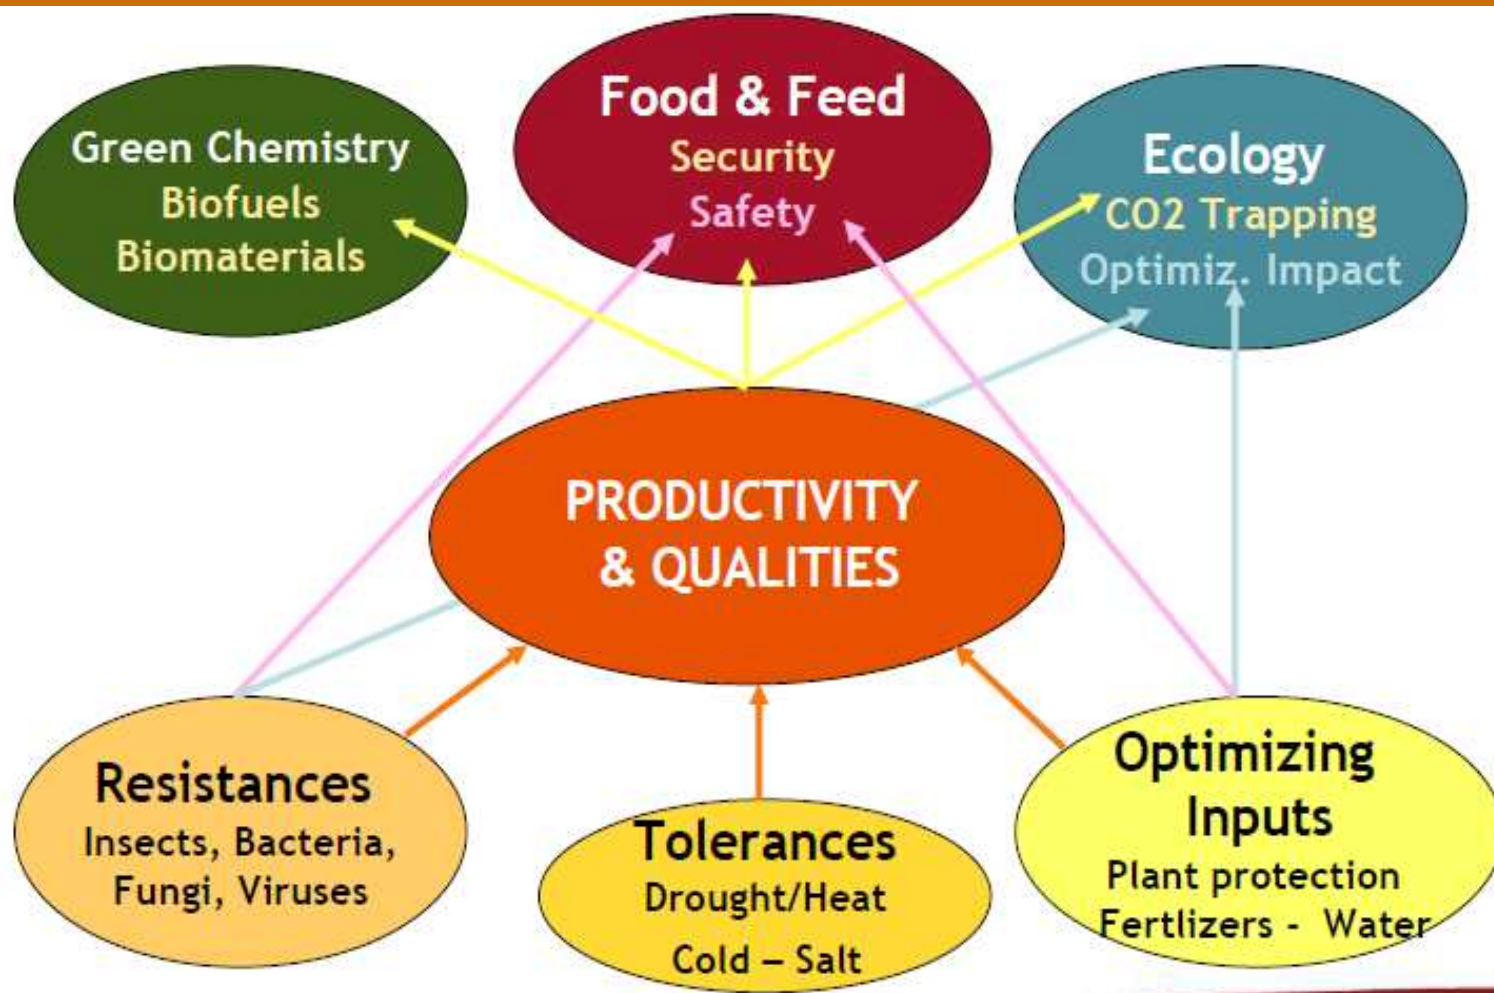 Green Chemistry
Biofuels
Biomaterials
Food & Feed
Security
Safety
Ecology
CO2 Trapping
Optimiz. Impact
PRODUCTIVITY
& QUALITIES
Resistances
Insects, Bacteria,
Fungi, Viruses
Tolerances
Drought/Heat
Cold – Salt
Optimizing
Inputs
Plant protection
Fertlizers - Water